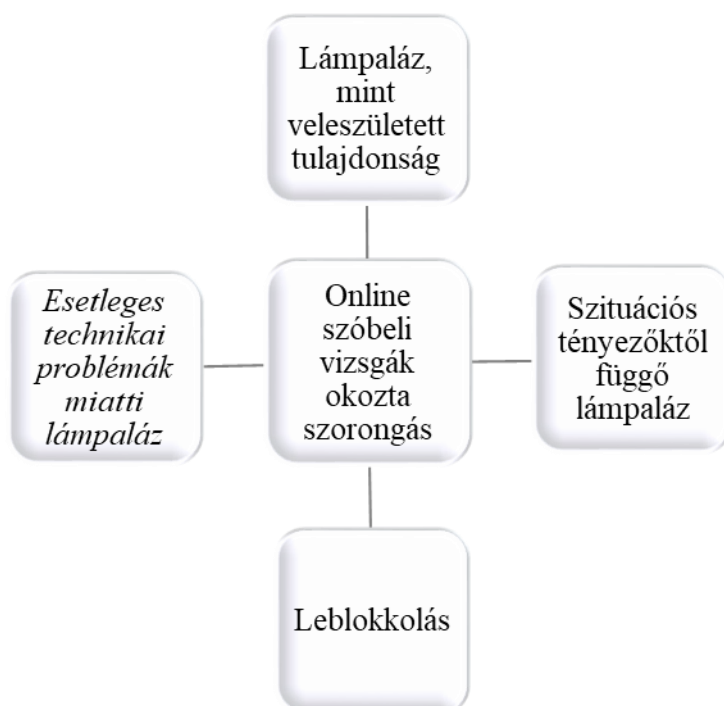 Lámpaláz,
mint
veleszületett
tulajdonság
Esetleges
technikai
problémák
miatti
lámpaláz
Online
szóbeli
vizsgák
okozta
szorongás
Szituációs
tényezőktől
függő
lámpaláz
Leblokkolás